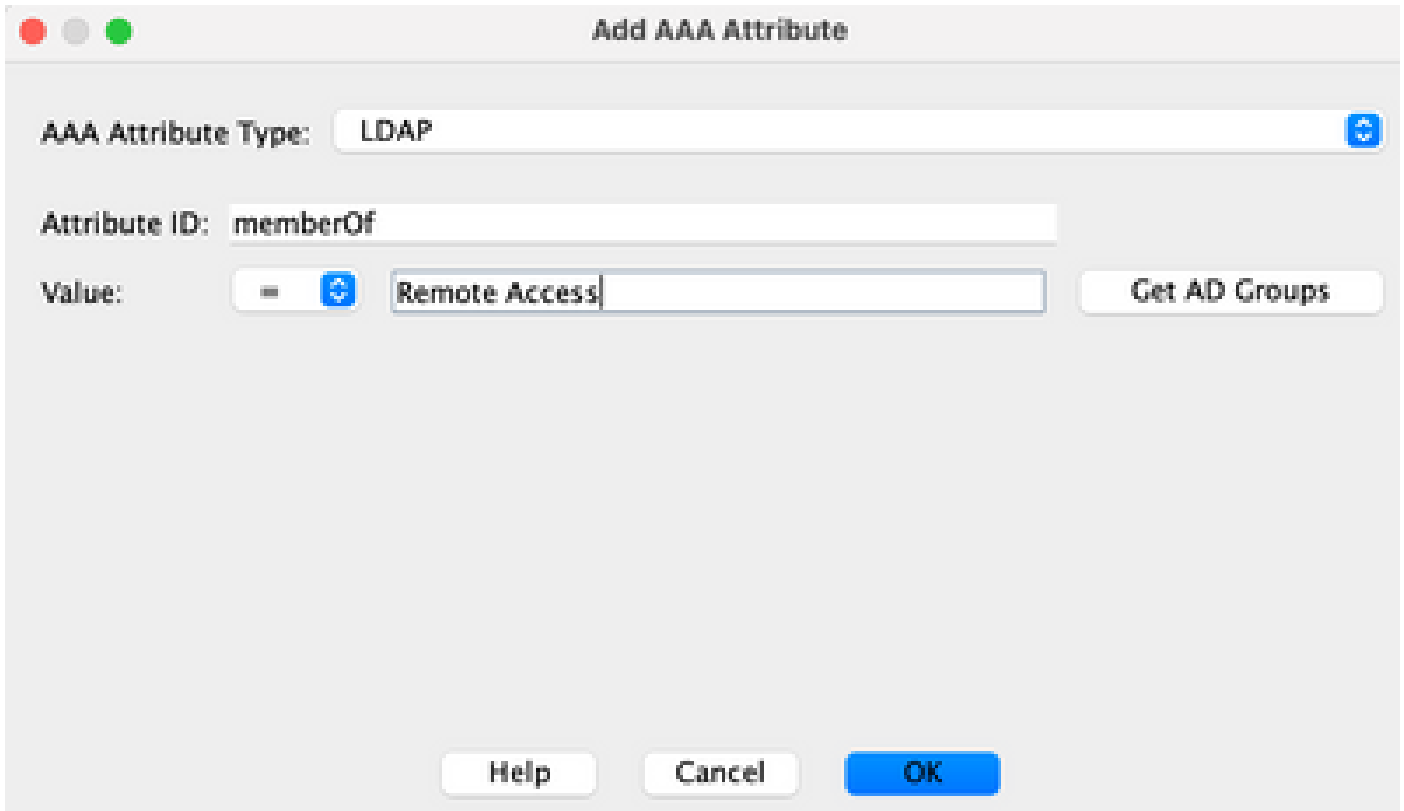 Add AAA Attribute
AAA Attribute Type: LDAP
Attribute ID: memberOf
Value: = Remote Access Get AD Groups
Help Cancel OK